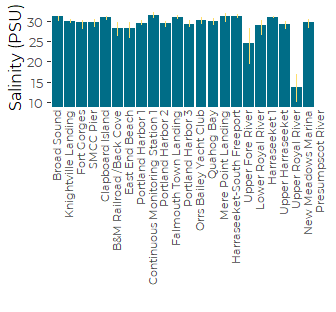 Salinity (PSU)
30
25
20
15
10
Broad Sound
Knightville Landing
Fort Gorges
SMCC Pier
Clapboard Island
B&M Railroad /Back Cove
East End Beach
Portland Harbor 1
Continuous Monitoring Station 1
Portland Harbor 2
Falmouth Town Landing
Portland Harbor 3
Orrs Bailey Yacht Club
Quahog Bay
Mere Point Landing
Harraseeket-South Freeport
Upper Fore River
Lower Royal River
Harraseeket 1
Upper Harraseeket
Upper Royal River
New Meadows Marina
Presumpscot River